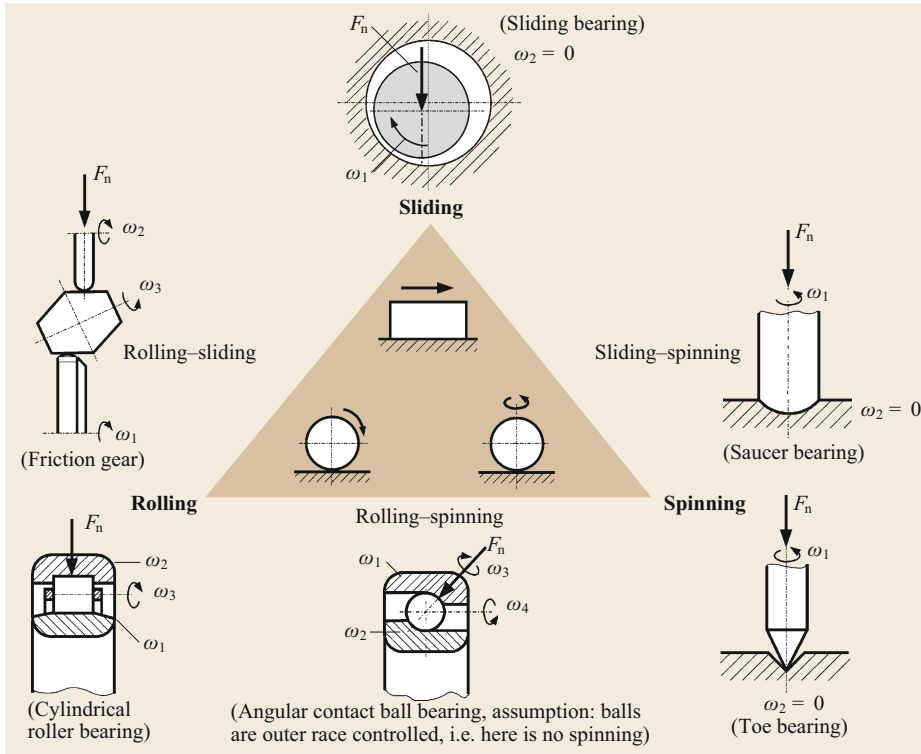 Fn
(Sliding bearing)
ω2 = 0
ω1
Sliding
Fn
ω2
ω3
Rolling–sliding
ω1
(Friction gear)
Fn
ω1
Sliding–spinning
ω2 = 0
(Saucer bearing)
Rolling
Rolling–spinning
Spinning
Fn
ω2
ω3
ω1
(Cylindrical
roller bearing)
Fn
ω1
ω3
ω4
ω2
(Angular contact ball bearing, assumption: balls
are outer race controlled, i.e. here is no spinning)
Fn
ω1
ω2 = 0
(Toe bearing)